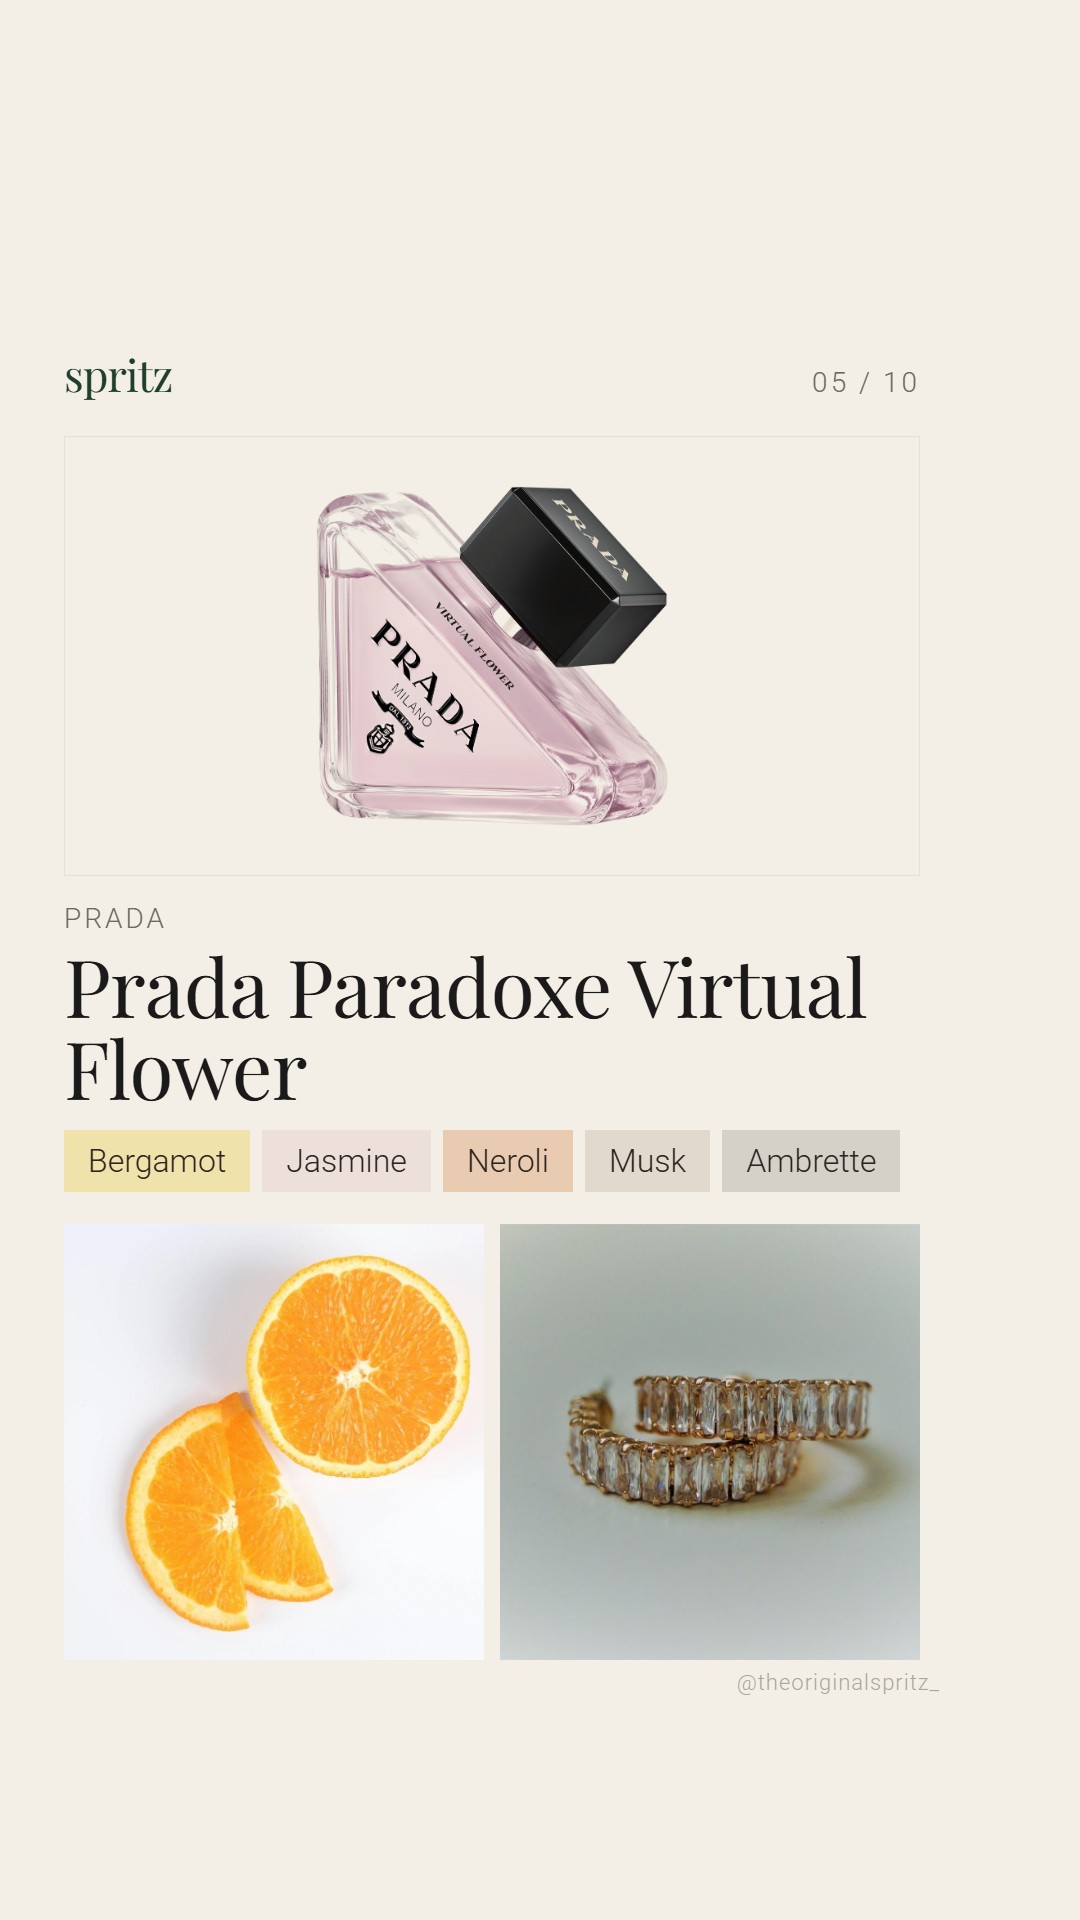 spritz
05 / 10
PRADA
VIRTUAL FLOWER
PRADA
MILANO
PRADA
Prada Paradoxe Virtual
Flower
Bergamot
Jasmine
Neroli
Musk
Ambrette
@theoriginalspritz_